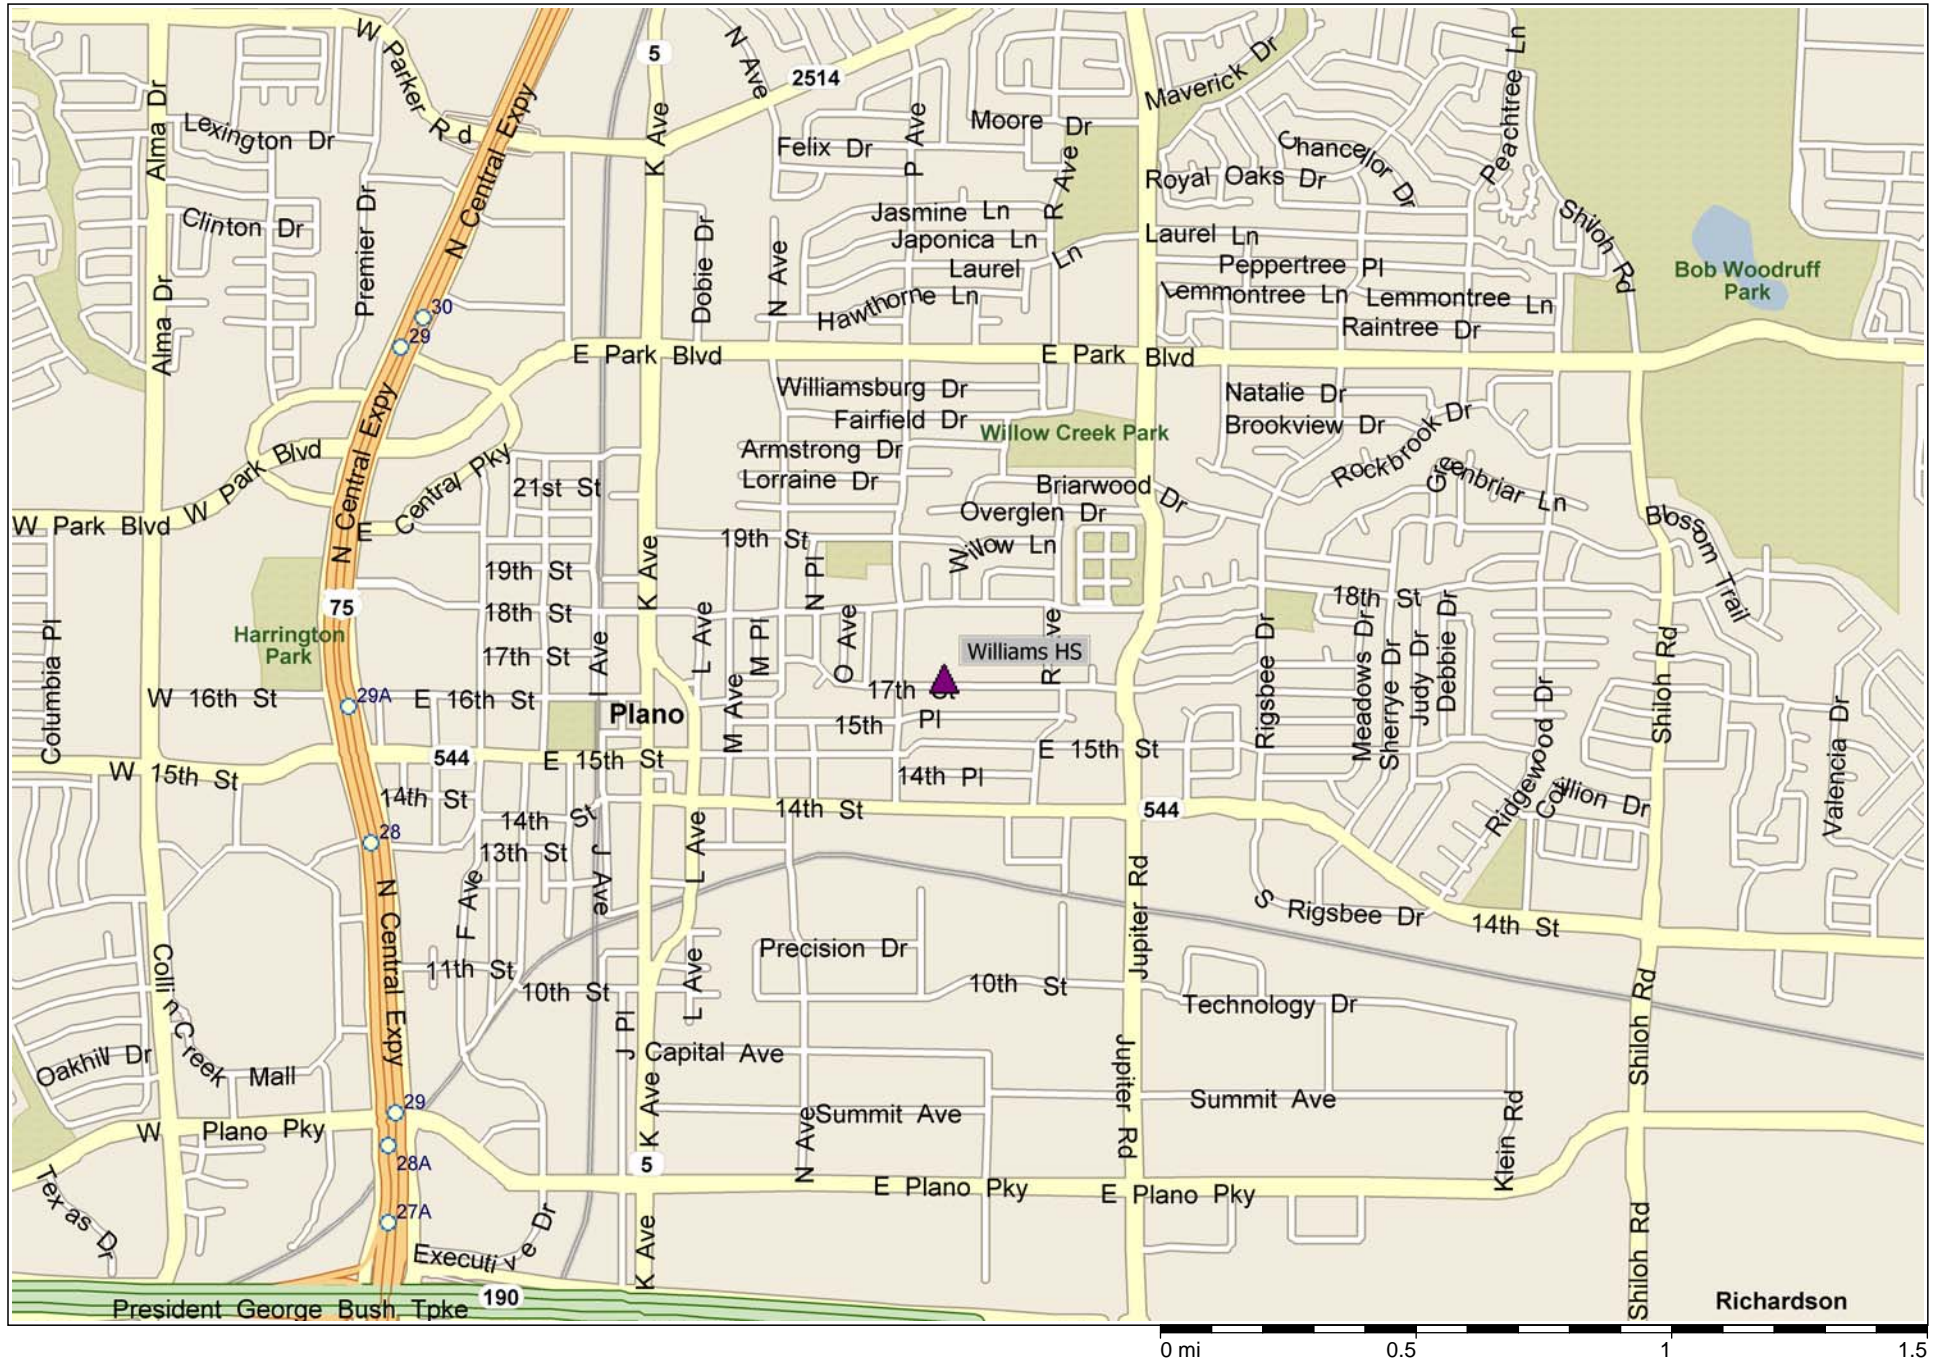 W Parker Rd
5
N Ave
2514
Maverick Dr
Peachtree Ln
Alma Dr
Lexington Dr
N Central Expy
K Ave
Felix Dr
P Ave
Moore Dr
R Ave
Chancellor Dr
Royal Oaks Dr
Premier Dr
Clinton Dr
Dobie Dr
N Ave
Jasmine Ln
Japonica Ln
Laurel Ln
Hawthorne Ln
Laurel Ln
Peppertree Pl
Lemmontree Ln
Lemmontree Ln
Raintree Dr
Shiloh Rd
Bob Woodruff
Park
Alma Dr
30
29
E Park Blvd
E Park Blvd
Williamsburg Dr
Fairfield Dr
Armstrong Dr
Lorraine Dr
Willow Creek Park
Natalie Dr
Brookview Dr
Rockbrook Dr
Greenbriar Ln
N Central Expy
W Park Blvd
W Park Blvd
E Central Pky
21st St
Briarwood Dr
Overglen Dr
Willow Ln
19th St
N Pl
K Ave
Blossom Trail
19th St
18th St
17th St
75
Harrington
Park
Columbia Pl
I Ave
L Ave
M Pl
O Ave
R Ave
Williams HS
17th St
18th St
Rigsbee Dr
Meadows Dr
Sherrye Dr
Judy Dr
Debbie Dr
Ridgewood Dr
Shiloh Rd
Valencia Dr
W 16th St
29A
E 16th St
Plano
M Ave
15th Pl
E 15th St
14th Pl
W 15th St
544
E 15th St
14th St
14th St
14th St
544
Collion Dr
28
13th St
J Ave
L Ave
F Ave
Jupiter Rd
S Rigsbee Dr
14th St
N Central Expy
11th St
10th St
L Ave
Precision Dr
10th St
Technology Dr
Shiloh Rd
Collin Creek Mall
Oakhill Dr
J Pl
Capital Ave
K Ave
Summit Ave
Jupiter Rd
Summit Ave
Klein Rd
29
W Plano Pky
28A
5
N Ave
E Plano Pky
E Plano Pky
Texas Dr
27A
Executive Dr
K Ave
Shiloh Rd
190
President George Bush Tpke
Richardson
0 mi 0.5 1 1.5